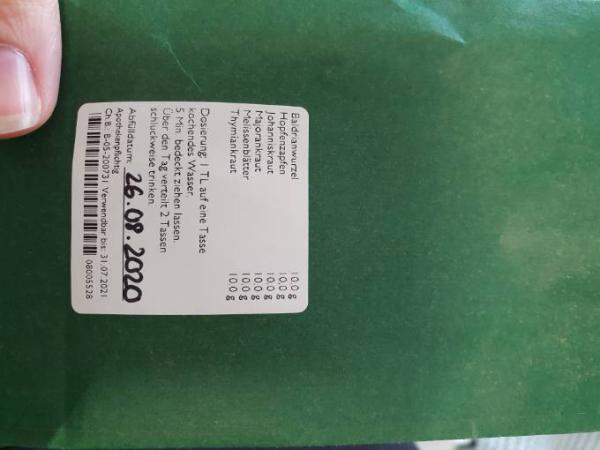 Baldrianwurzel 10.0 g
Hopfenzapfen 10.0 g
Johanniskraut 10.0 g
Majorankraut 10.0 g
Melissenblätter 10.0 g
Thymiankraut 10.0 g
Dosierung: 1 TL auf eine Tasse
kochendes Wasser,
5 Min. bedeckt ziehen lassen.
Über den Tag verteilt 2 Tassen
schluckweise trinken.
Abfülldatum: 26.08.2020
Apothekenpflichtig
Ch.B.: B-05-200731 Verwendbar bis: 31.07.2021
08005528